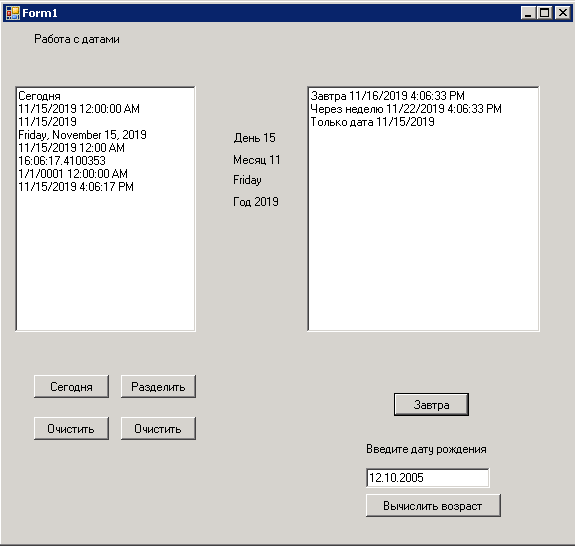 Form1
Работа с датами
Сегодня
11/15/2019 12:00:00 AM
11/15/2019
Friday, November 15, 2019
11/15/2019 12:00 AM
16:06:17.4100353
1/1/0001 12:00:00 AM
11/15/2019 4:06:17 PM
День 15
Месяц 11
Friday
Год 2019
Завтра 11/16/2019 4:06:33 PM
Через неделю 11/22/2019 4:06:33 PM
Только дата 11/15/2019
Сегодня
Разделить
Очистить
Очистить
Завтра
Введите дату рождения
12.10.2005
Вычислить возраст